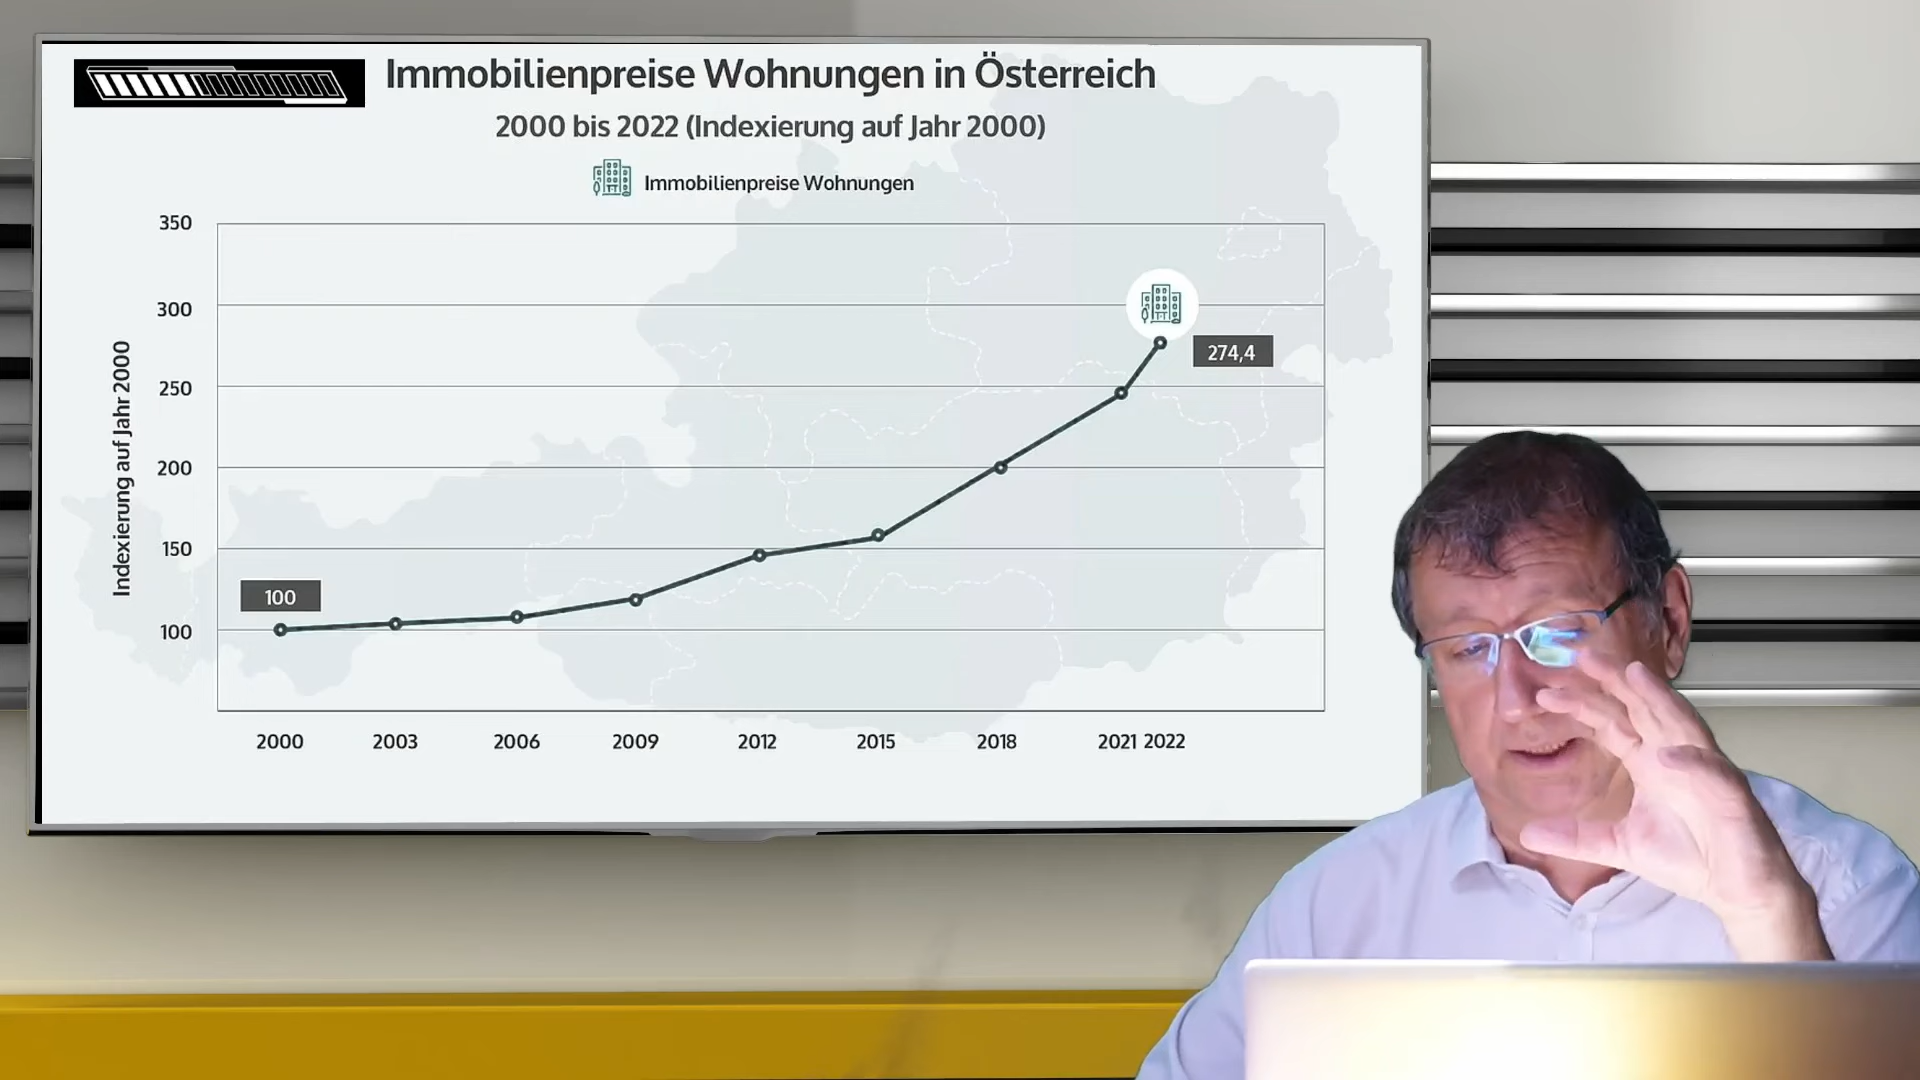 Immobilienpreise Wohnungen in Österreich
2000 bis 2022 (Indexierung auf Jahr 2000)
Immobilienpreise Wohnungen
Indexierung auf Jahr 2000
350
300
250
200
150
100
100
274,4
2000 2003 2006 2009 2012 2015 2018 2021 2022